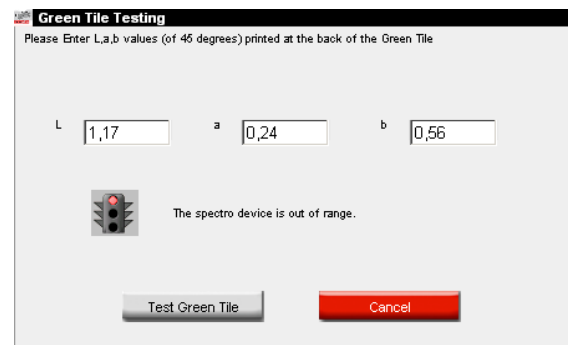 Green Tile Testing
Please Enter L,a,b values (of 45 degrees) printed at the back of the Green Tile
L 1,17 a 0,24 b 0,56
The spectro device is out of range.
Test Green Tile Cancel